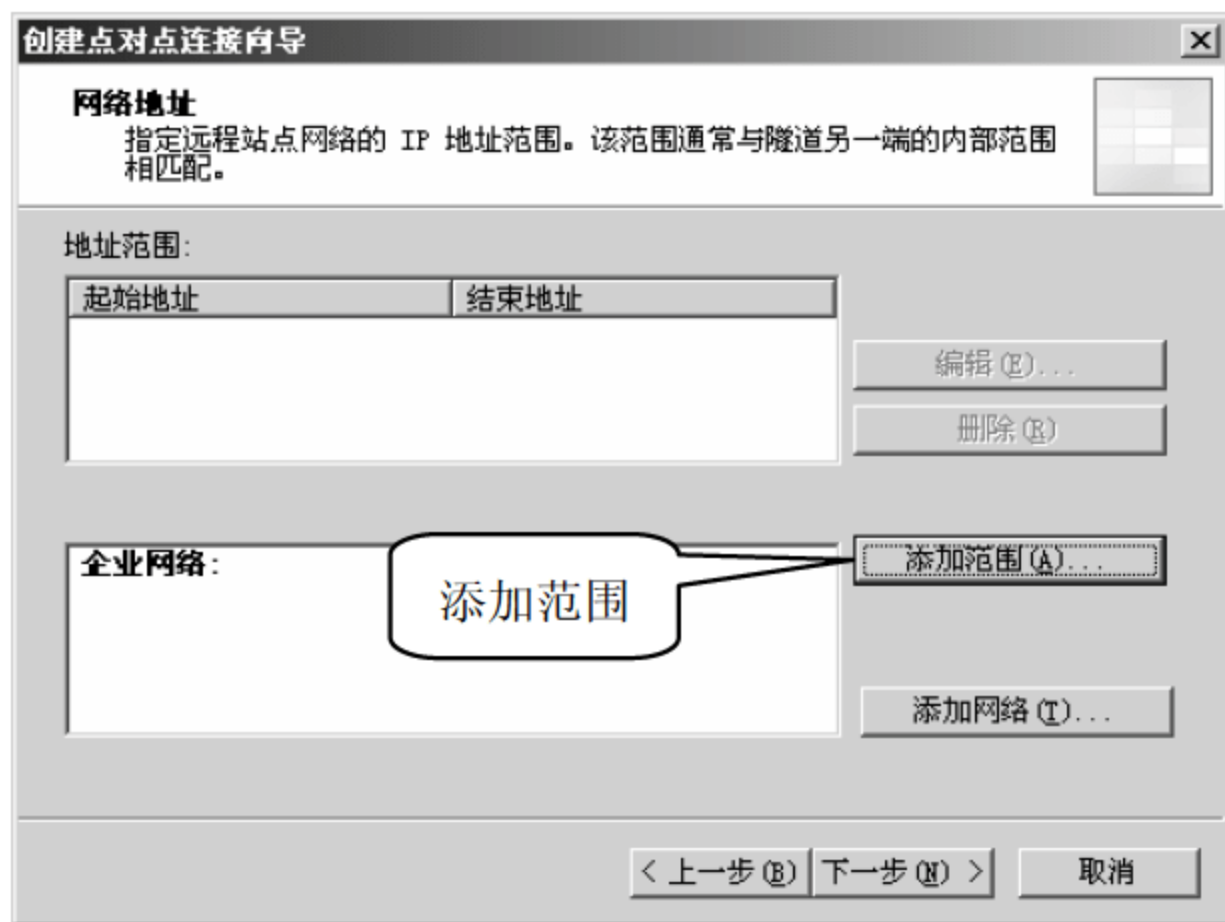 创建点对点连接向导
网络地址
指定远程站点网络的 IP 地址范围。该范围通常与隧道另一端的内部范围
相匹配。
地址范围:
起始地址 结束地址
编辑(E)...
删除(R)
企业网络:
添加范围
添加范围(A)...
添加网络(T)...
< 上一步(B) 下一步(N) > 取消